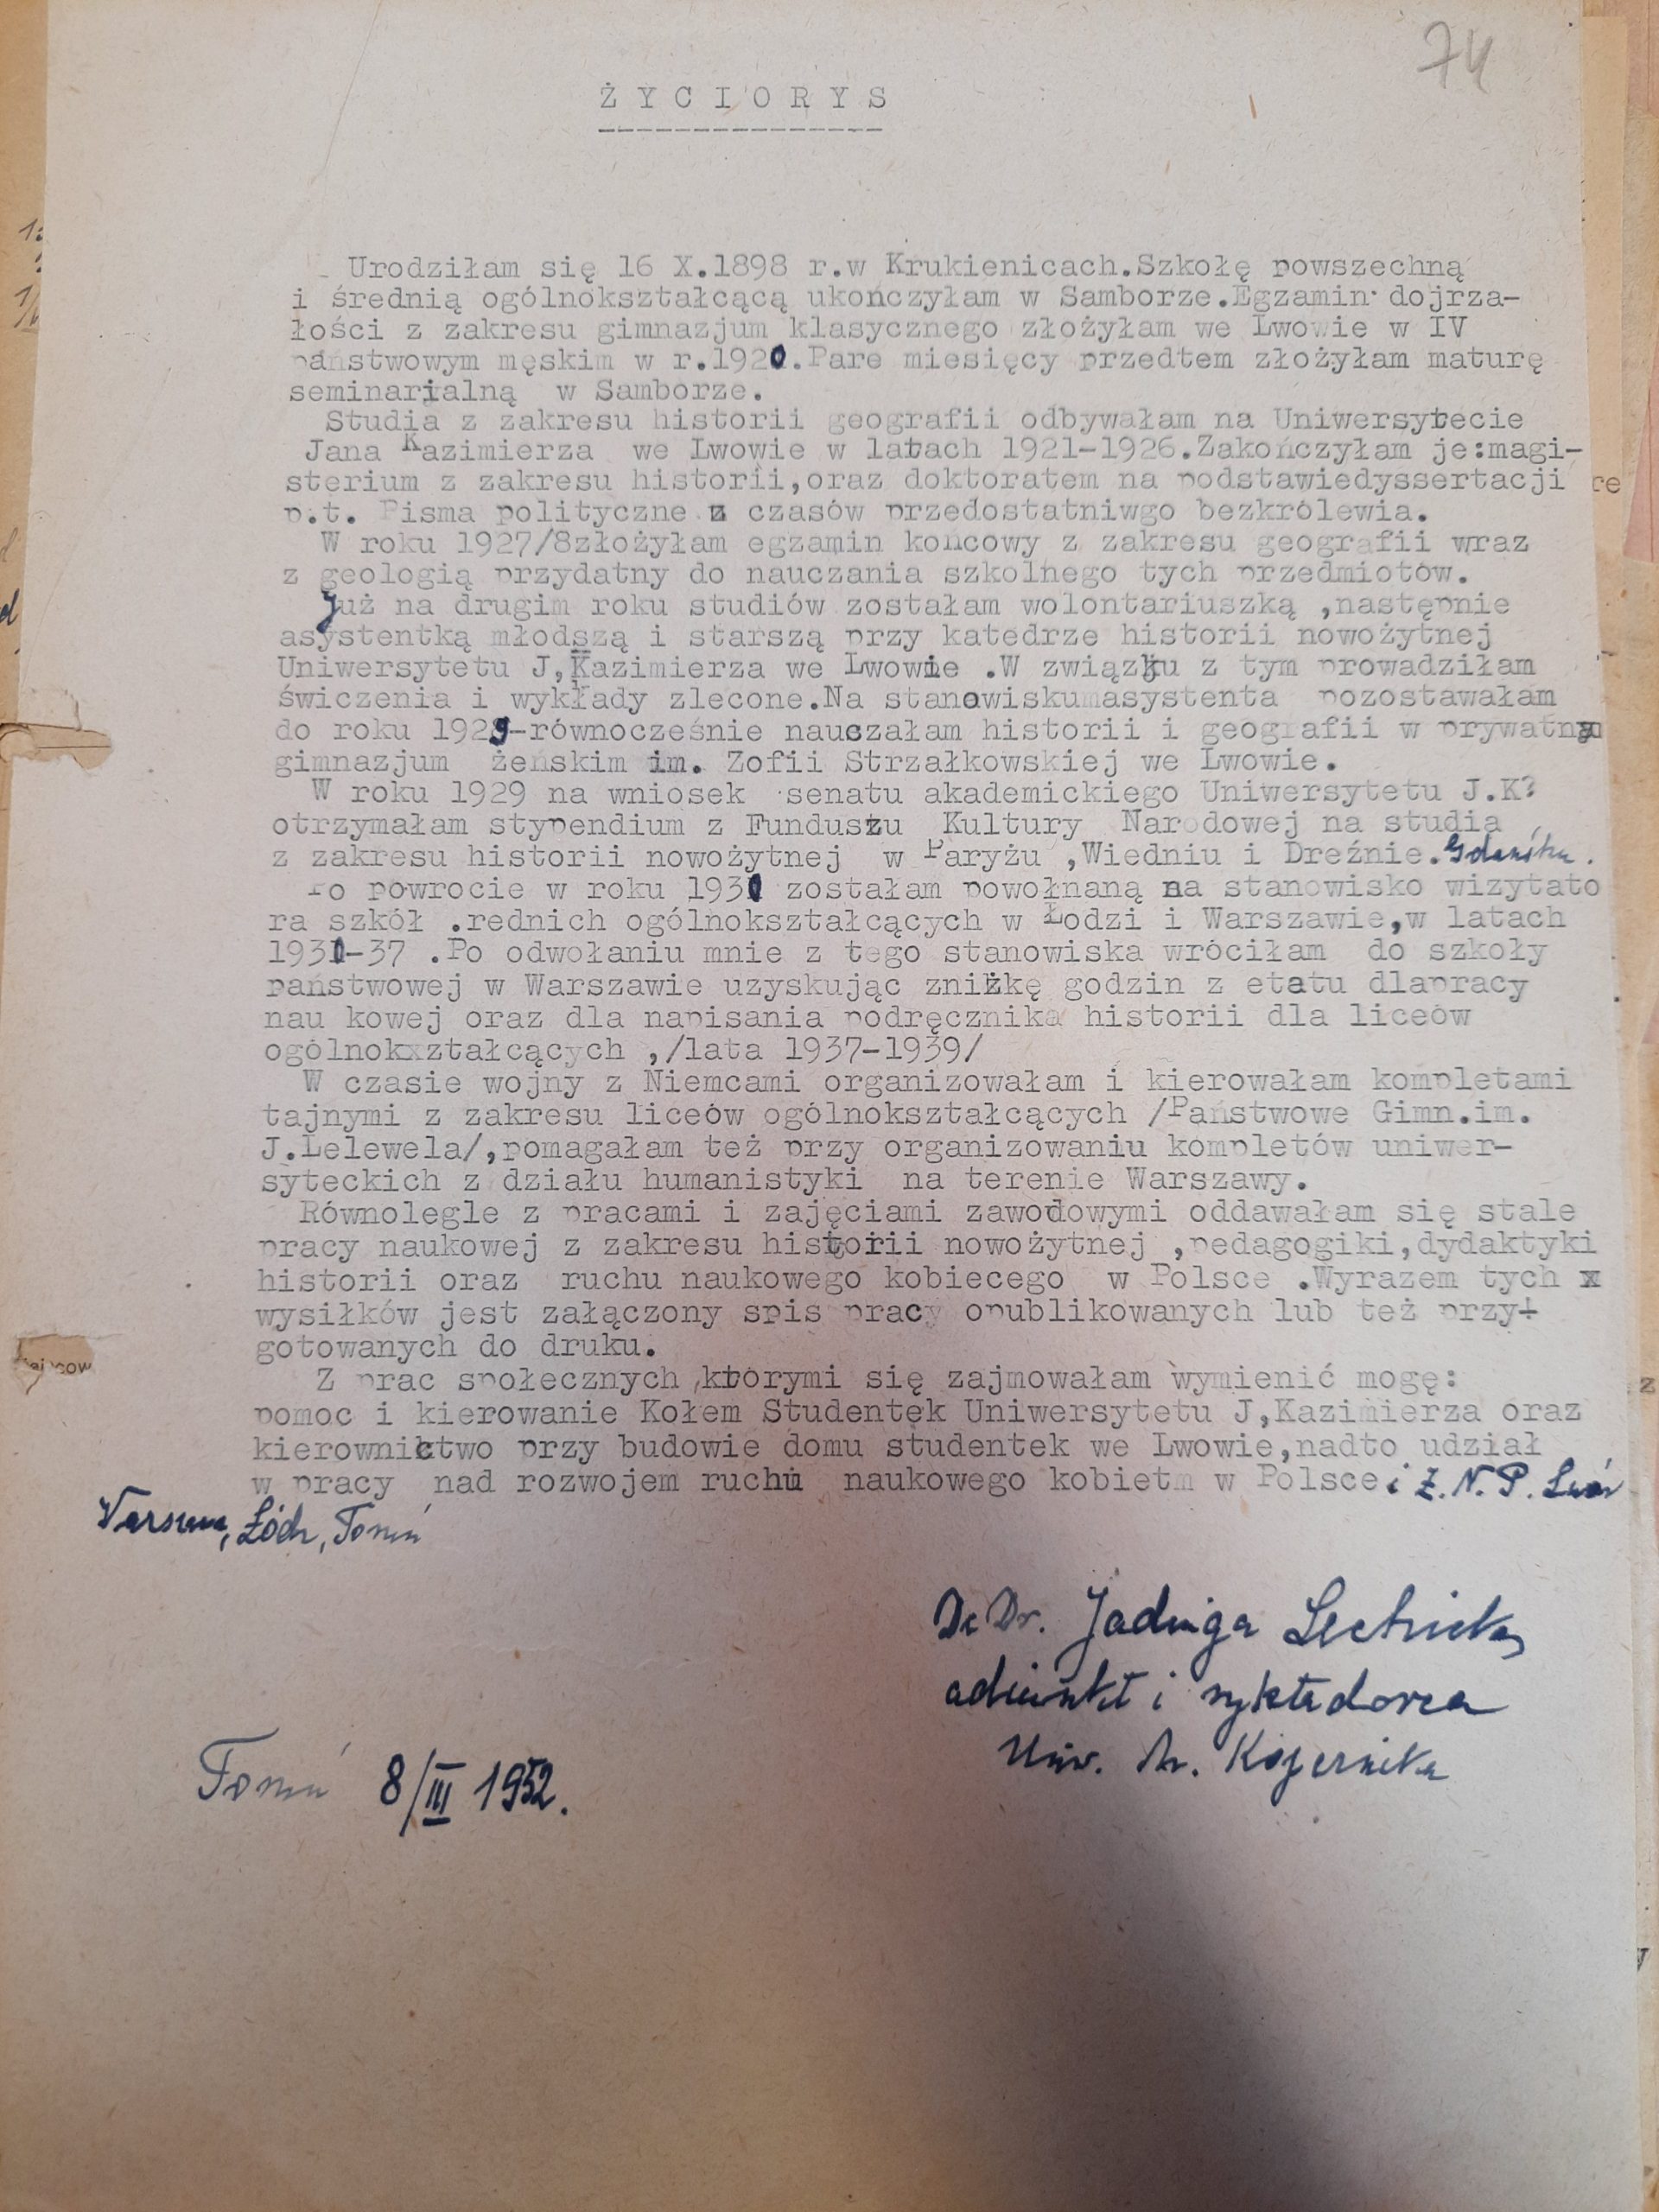 74
ŻYCIORYS
Urodziłam się 16 X.1898 r.w Krukienicach.Szkołę powszechną
i średnią ogólnokształcącą ukończyłam w Samborze.Egzamin dojrza-
łości z zakresu gimnazjum klasycznego złożyłam we Lwowie w IV
państwowym męskim w r.1920.Pare miesięcy przedtem złożyłam maturę
seminarialną w Samborze.
Studia z zakresu historii geografii odbywałam na Uniwersytecie
Jana Kazimierza we Lwowie w latach 1921-1926.Zakończyłam je:magi-
sterium z zakresu historii,oraz doktoratem na podstawiedyssertacji
p.t. Pisma polityczne z czasów przedostatniwgo bezkrólewia.
W roku 1927/8złożyłam egzamin końcowy z zakresu geografii wraz
z geologią przydatny do nauczania szkolnego tych przedmiotów.
Już na drugim roku studiów zostałam wolontariuszką ,następnie
asystentką młodszą i starszą przy katedrze historii nowożytnej
Uniwersytetu J,Kazimierza we Lwowie .W związku z tym prowadziłam
świczenia i wykłady zlecone.Na stanowiskumasystenta pozostawałam
do roku 1929-równocześnie nauczałam historii i geografii w prywatnym
gimnazjum żeńskim im. Zofii Strzałkowskiej we Lwowie.
W roku 1929 na wniosek senatu akademickiego Uniwersytetu J.K?
otrzymałam stypendium z Funduszu Kultury Narodowej na studia
z zakresu historii nowożytnej w Paryżu ,Wiedniu i Dreźnie.Gdańsku.
Po powrocie w roku 1931 zostałam powołnaną na stanowisko wizytato
ra szkół .rednich ogólnokształcących w Łodzi i Warszawie,w latach
1931-37 .Po odwołaniu mnie z tego stanowiska wróciłam do szkoły
państwowej w Warszawie uzyskując zniżkę godzin z etatu dlapracy
nau kowej oraz dla napisania podręcznika historii dla liceów
ogólnokxztałcących ,/lata 1937-1939/
W czasie wojny z Niemcami organizowałam i kierowałam kompletami
tajnymi z zakresu liceów ogólnokształcących /Państwowe Gimn.im.
J.Lelewela/,pomagałam też przy organizowaniu kompletów uniwer-
syteckich z działu humanistyki na terenie Warszawy.
Równolegle z pracami i zajęciami zawodowymi oddawałam się stale
pracy naukowej z zakresu historii nowożytnej ,pedagogiki,dydaktyki
historii oraz ruchu naukowego kobiecego w Polsce .Wyrazem tych x
wysiłków jest załączony spis pracy opublikowanych lub też przy-
gotowanych do druku.
Z prac społecznych ,którymi się zajmowałam wymienić mogę:
pomoc i kierowanie Kołem Studentek Uniwersytetu J,Kazimierza oraz
kierownictwo przy budowie domu studentek we Lwowie,nadto udział
w pracy nad rozwojem ruchu naukowego kobietm w Polsce i Z.N.P. Lwów
Warszawa, Łódź, Toruń
Dr. Jadwiga Lechicka
adiunkt i wykładowca
Uniw. M. Kopernika
Toruń 8/III 1952.